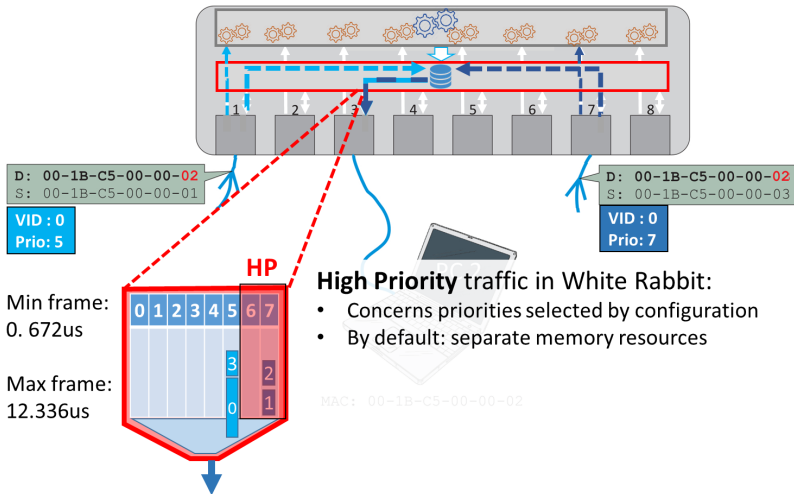 1 2 3 4 5 6 7 8
D: 00-1B-C5-00-00-02
S: 00-1B-C5-00-00-01
VID : 0
Prio: 5
D: 00-1B-C5-00-00-02
S: 00-1B-C5-00-00-03
VID : 0
Prio: 7
HP
Min frame:
0. 672us
Max frame:
12.336us
0 1 2 3 4 5 6 7
3
2
0
1
PC 2
High Priority traffic in White Rabbit:
• Concerns priorities selected by configuration
• By default: separate memory resources
MAC: 00-1B-C5-00-00-02